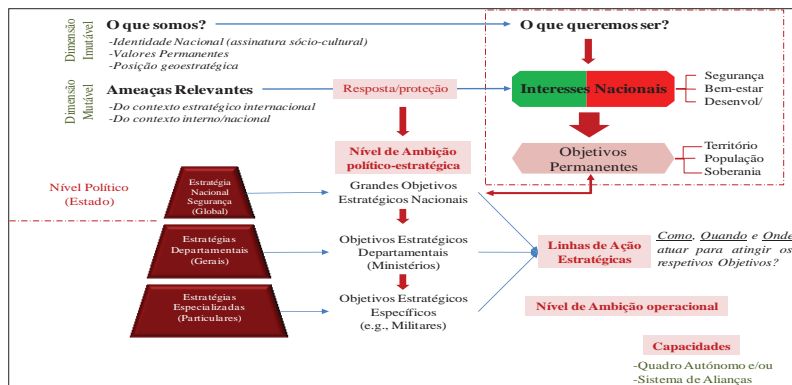 Dimensão
Imutável
O que somos?
-Identidade Nacional (assinatura sócio-cultural)
-Valores Permanentes
-Posição geoestratégica
O que queremos ser?
Dimensão
Mutável
Ameaças Relevantes
-Do contexto estratégico internacional
-Do contexto interno/nacional
Resposta/proteção
Interesses Nacionais
Segurança
Bem-estar
Desenvol/
Objetivos
Permanentes
Território
População
Soberania
Nível de Ambição
político-estratégica
Nível Político
(Estado)
Estratégia
Nacional
Segurança
(Global)
Grandes Objetivos
Estratégicos Nacionais
Estratégias
Departamentais
(Gerais)
Objetivos Estratégicos
Departamentais
(Ministérios)
Linhas de Ação
Estratégicas
Como, Quando e Onde
atuar para atingir os
respetivos Objetivos?
Estratégias
Especializadas
(Particulares)
Objetivos Estratégicos
Específicos
(e.g., Militares)
Nível de Ambição operacional
Capacidades
-Quadro Autónomo e/ou
-Sistema de Alianças